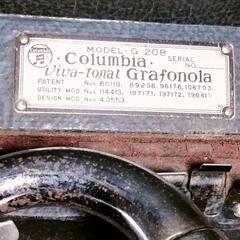 MODEL-G 208
Columbia
SERIAL NO.
Viva-tonal Grafonola
PATENT Nos. 80110, 89238, 96176, 106703,
UTILITY MOD. Nos. 114413, 197171, 197172, 198411
DESIGN MOD. Nos. 43553